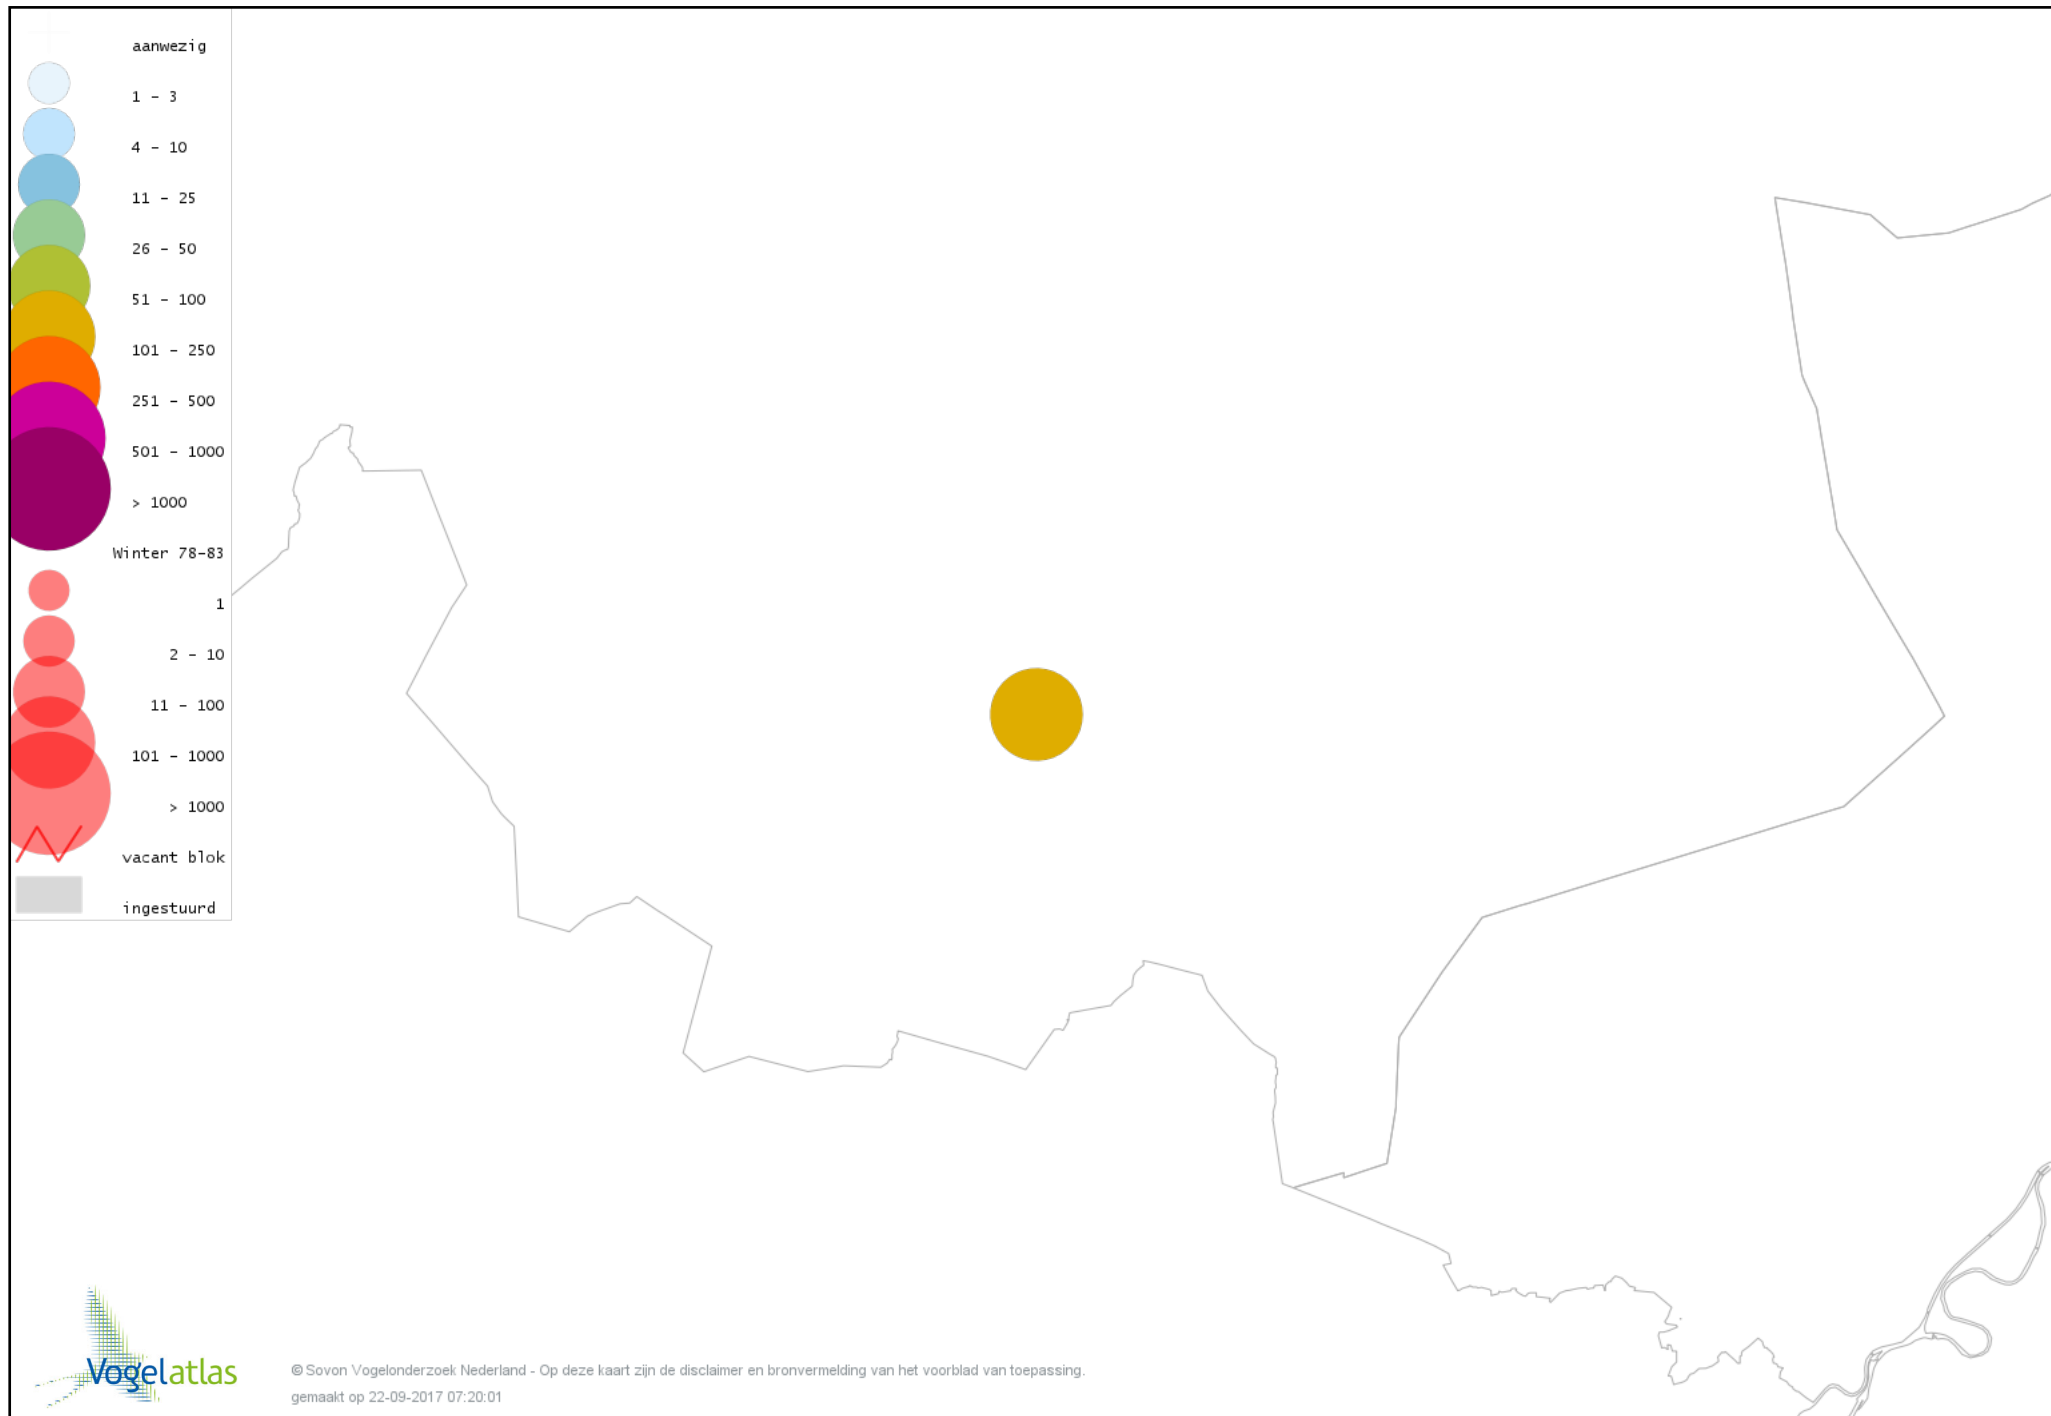 aanwezig
1 - 3
4 - 10
11 - 25
26 - 50
51 - 100
101 - 250
251 - 500
501 - 1000
> 1000
Winter 78-83
1
2 - 10
11 - 100
101 - 1000
> 1000
vacant blok
ingestuurd
Vogelatlas
© Sovon Vogelonderzoek Nederland - Op deze kaart zijn de disclaimer en bronvermelding van het voorblad van toepassing.
gemaakt op 22-09-2017 07:20:01